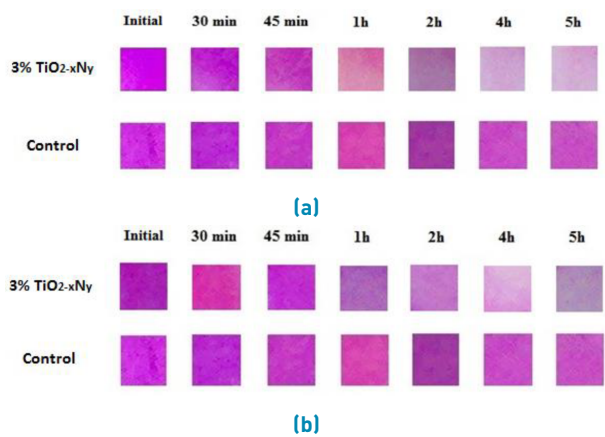 Initial 30 min 45 min 1h 2h 4h 5h
3% TiO2-xNy
Control
(a)
Initial 30 min 45 min 1h 2h 4h 5h
3% TiO2-xNy
Control
(b)